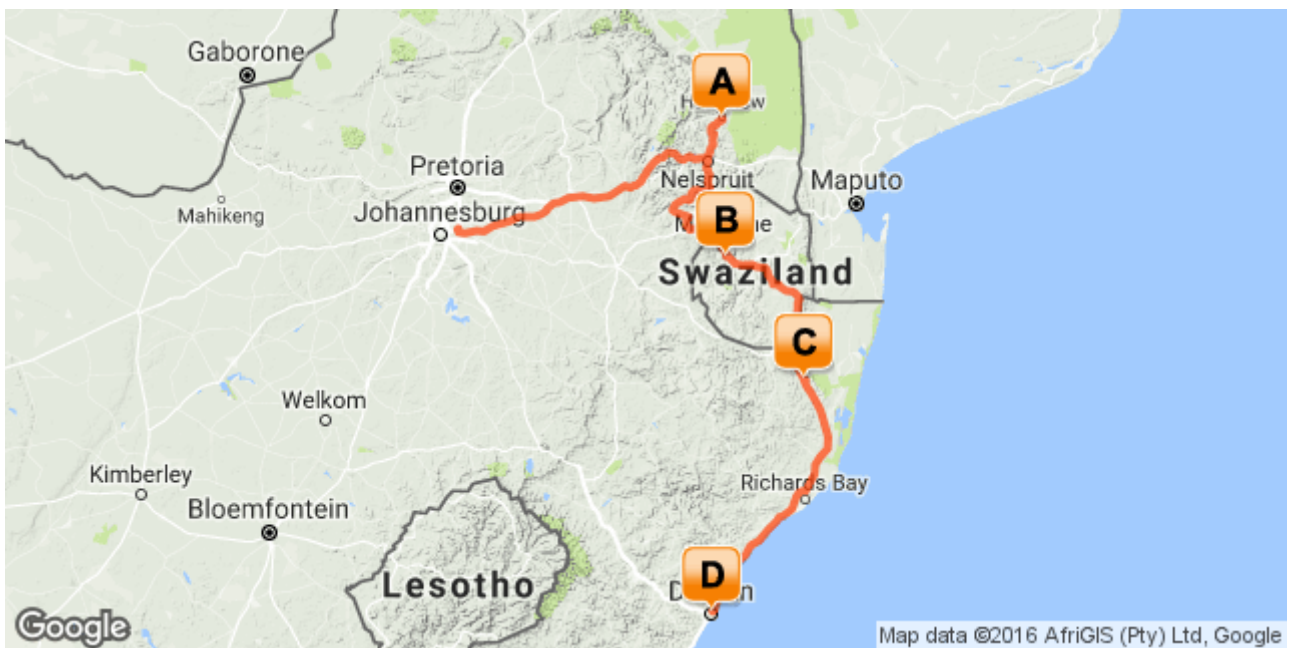 Gaborone
A
Pretoria
Nelspruit
Maputo
Mahikeng
Johannesburg
B
Swaziland
C
Welkom
Kimberley
Richards Bay
Bloemfontein
D
Lesotho
Google
Map data ©2016 AfriGIS (Pty) Ltd, Google